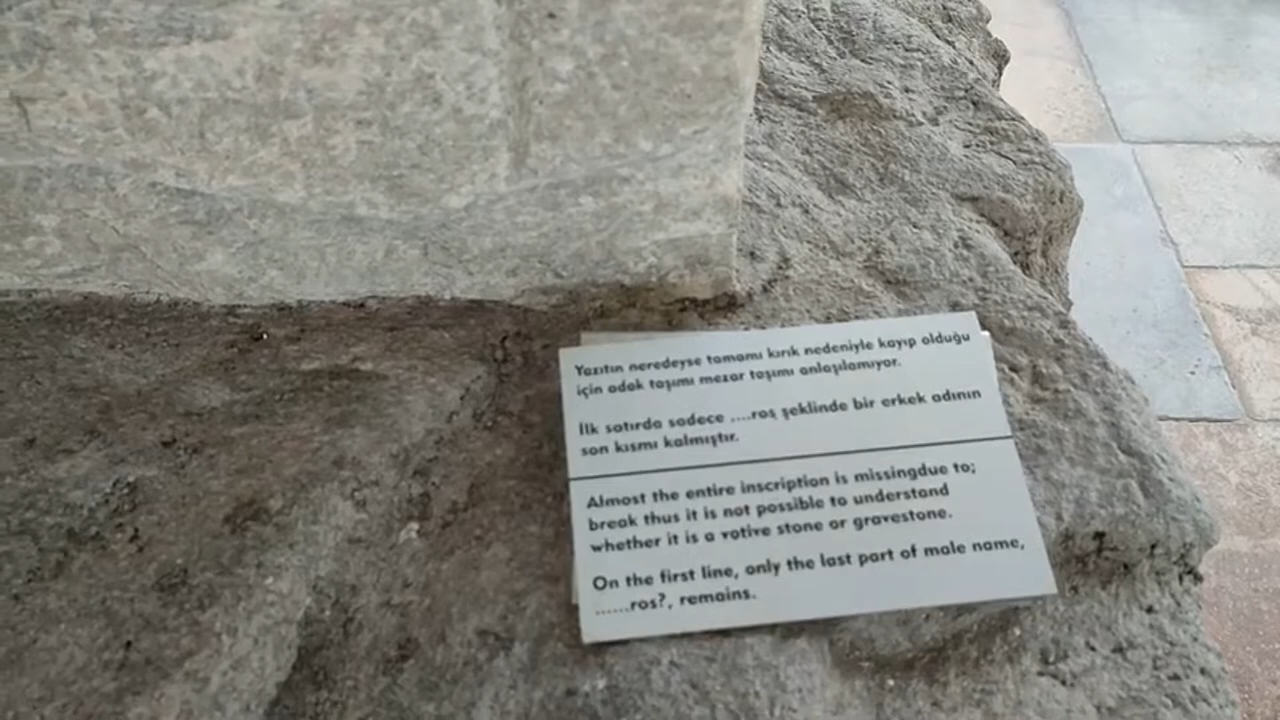 Yazıtın neredeyse tamamı kırık nedeniyle kayıp olduğu
için adak taşımı mezar taşımı anlaşılamıyor.
İlk satırda sadece ....ros şeklinde bir erkek adının
son kısmı kalmıştır.
Almost the entire inscription is missingdue to;
break thus it is not possible to understand
whether it is a votive stone or gravestone.
On the first line, only the last part of male name,
......ros?, remains.